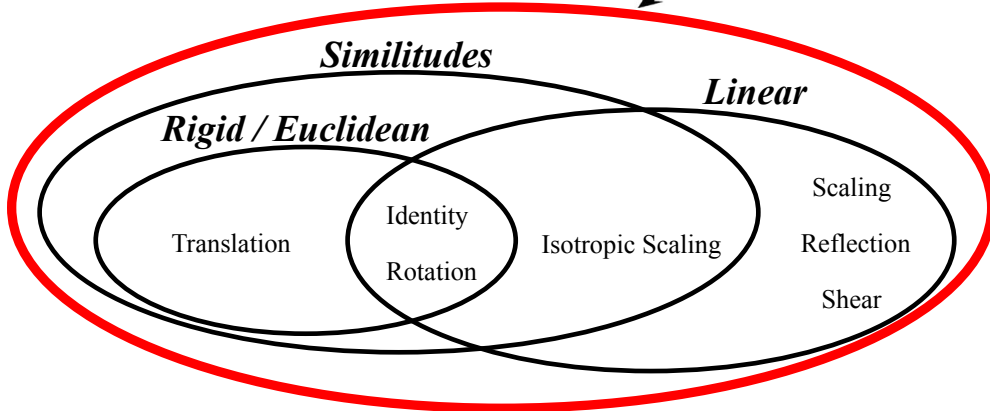 Similitudes
Linear
Rigid / Euclidean
Scaling
Identity
Translation
Isotropic Scaling
Reflection
Rotation
Shear